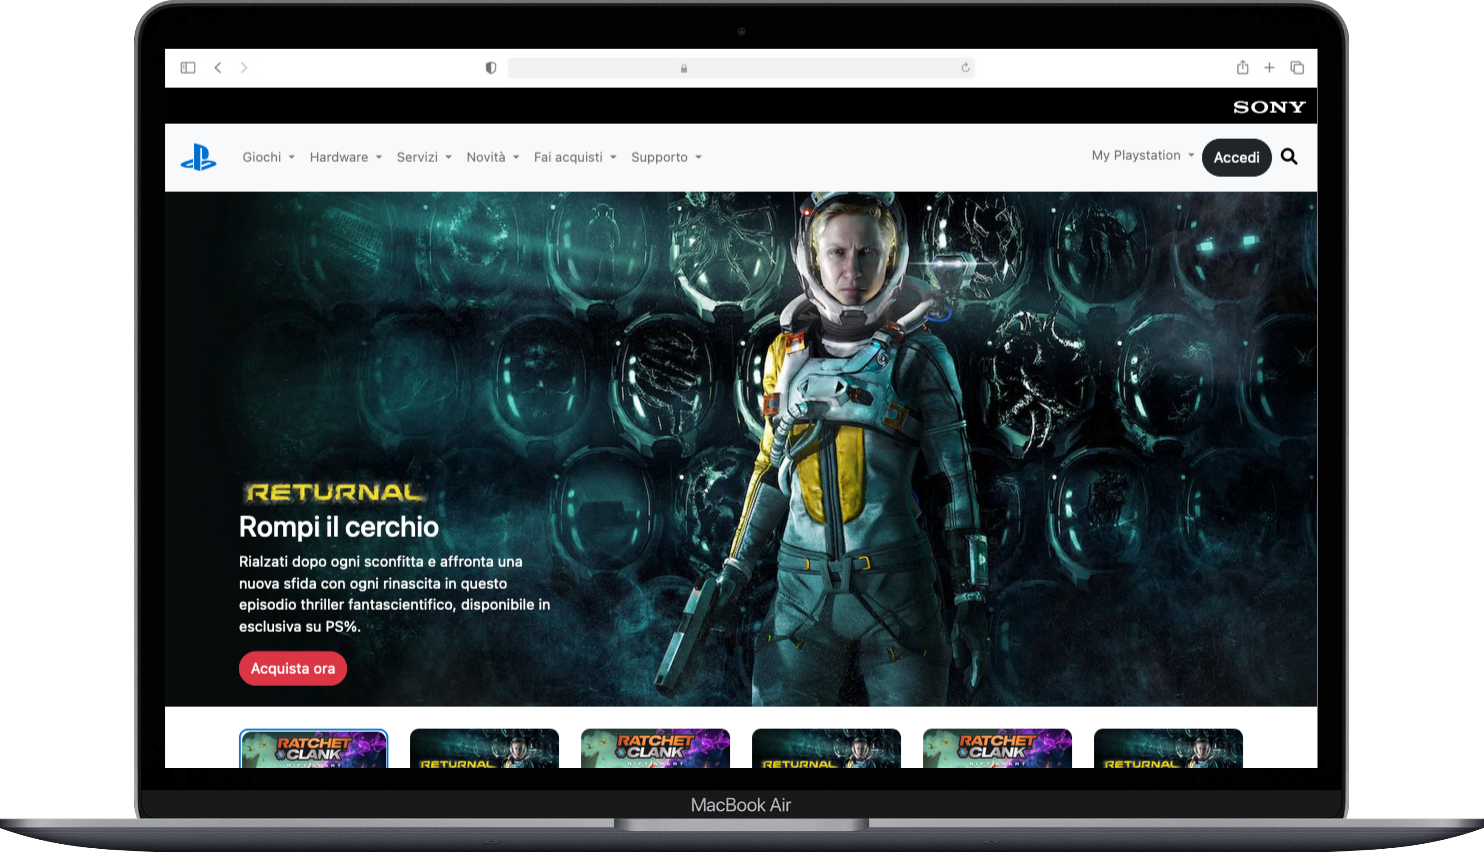 SONY
Giochi Hardware Servizi Novità Fai acquisti Supporto My Playstation Accedi
RETURNAL
Rompi il cerchio
Rialzati dopo ogni sconfitta e affronta una
nuova sfida con ogni rinascita in questo
episodio thriller fantascientifico, disponibile in
esclusiva su PS%.
Acquista ora
RATCHET
CLANK
RETURNAL
RATCHET
CLANK
RETURNAL
RATCHET
CLANK
RETURNAL
MacBook Air